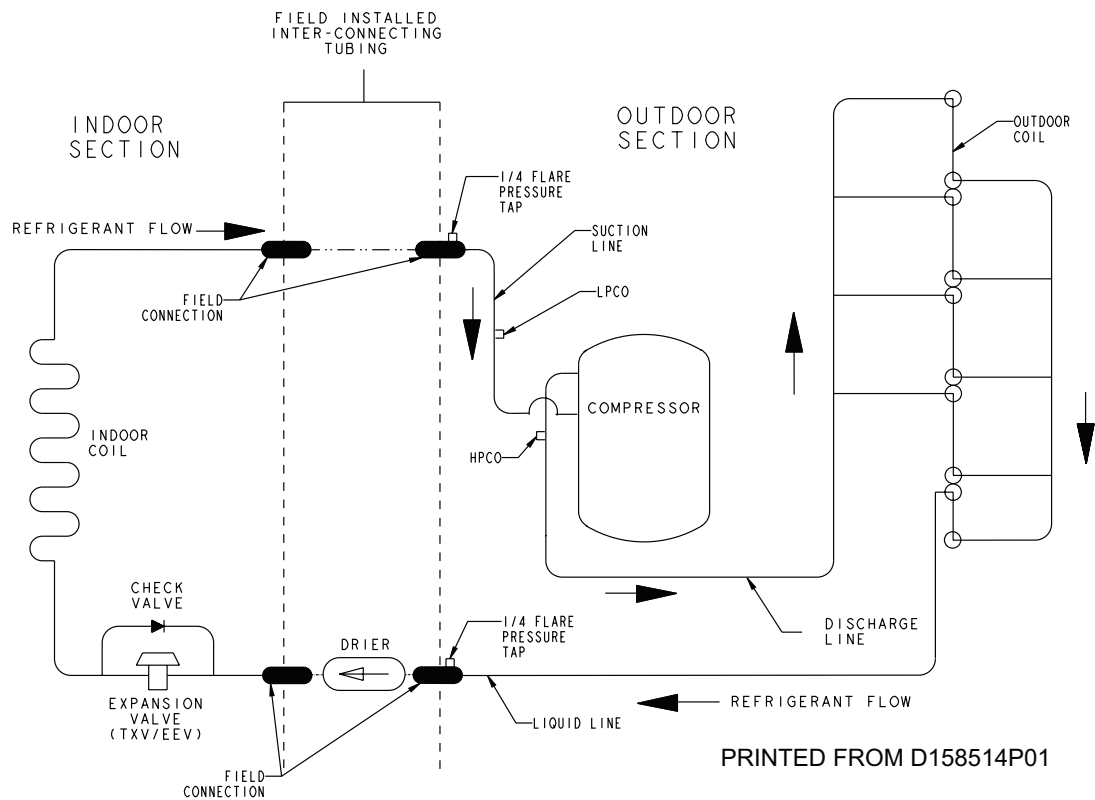 FIELD INSTALLED
INTER-CONNECTING
TUBING
INDOOR
SECTION
OUTDOOR
SECTION
OUTDOOR
COIL
1/4 FLARE
PRESSURE
TAP
REFRIGERANT FLOW
SUCTION
LINE
FIELD
CONNECTION
LPCO
COMPRESSOR
INDOOR
COIL
HPCO
CHECK
VALVE
DRIER
1/4 FLARE
PRESSURE
TAP
DISCHARGE
LINE
EXPANSION
VALVE
(TXV/EEV)
LIQUID LINE
REFRIGERANT FLOW
FIELD
CONNECTION
PRINTED FROM D158514P01